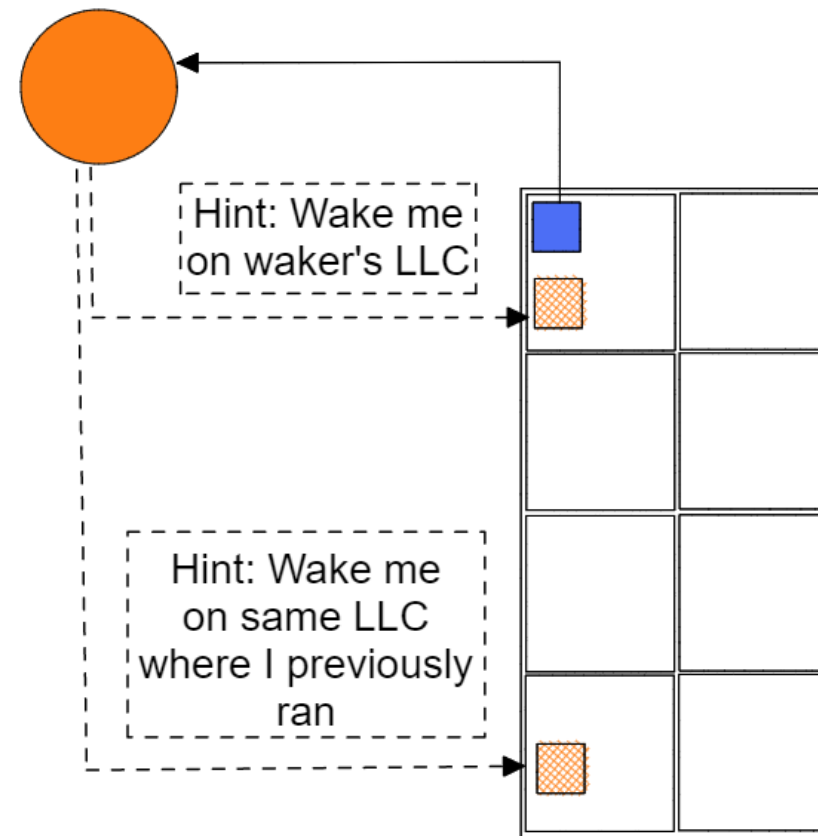 Hint: Wake me
on waker's LLC
Hint: Wake me
on same LLC
where I previously
ran